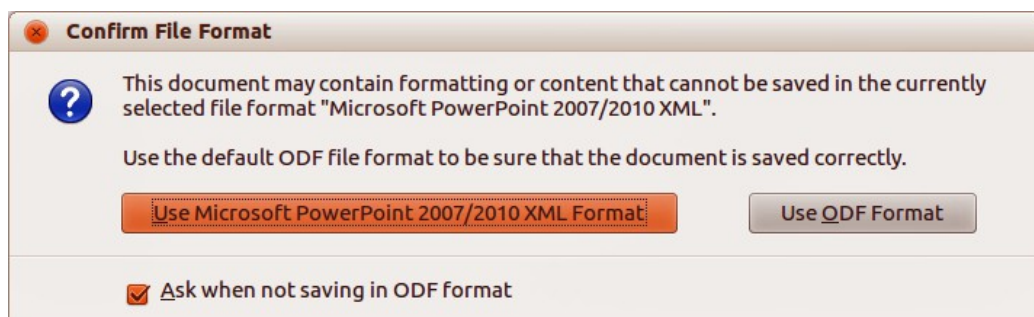 Confirm File Format
This document may contain formatting or content that cannot be saved in the currently
selected file format "Microsoft PowerPoint 2007/2010 XML".
Use the default ODF file format to be sure that the document is saved correctly.
Use Microsoft PowerPoint 2007/2010 XML Format Use ODF Format
Ask when not saving in ODF format